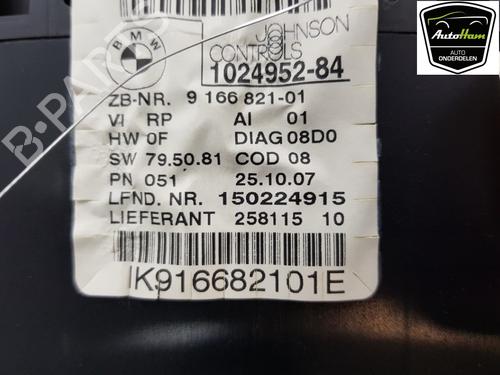 BMW
JOHNSON
CONTROLS
1024952-84
ZB-NR. 9 166 821-01
VI RP AI 01
HW 0F DIAG 08D0
SW 79.50.81 COD 08
PN 051 25.10.07
LFND. NR. 150224915
LIEFERANT 258115 10
K916682101E
AutoHam
AUTO
ONDERDELEN
B-PARTS